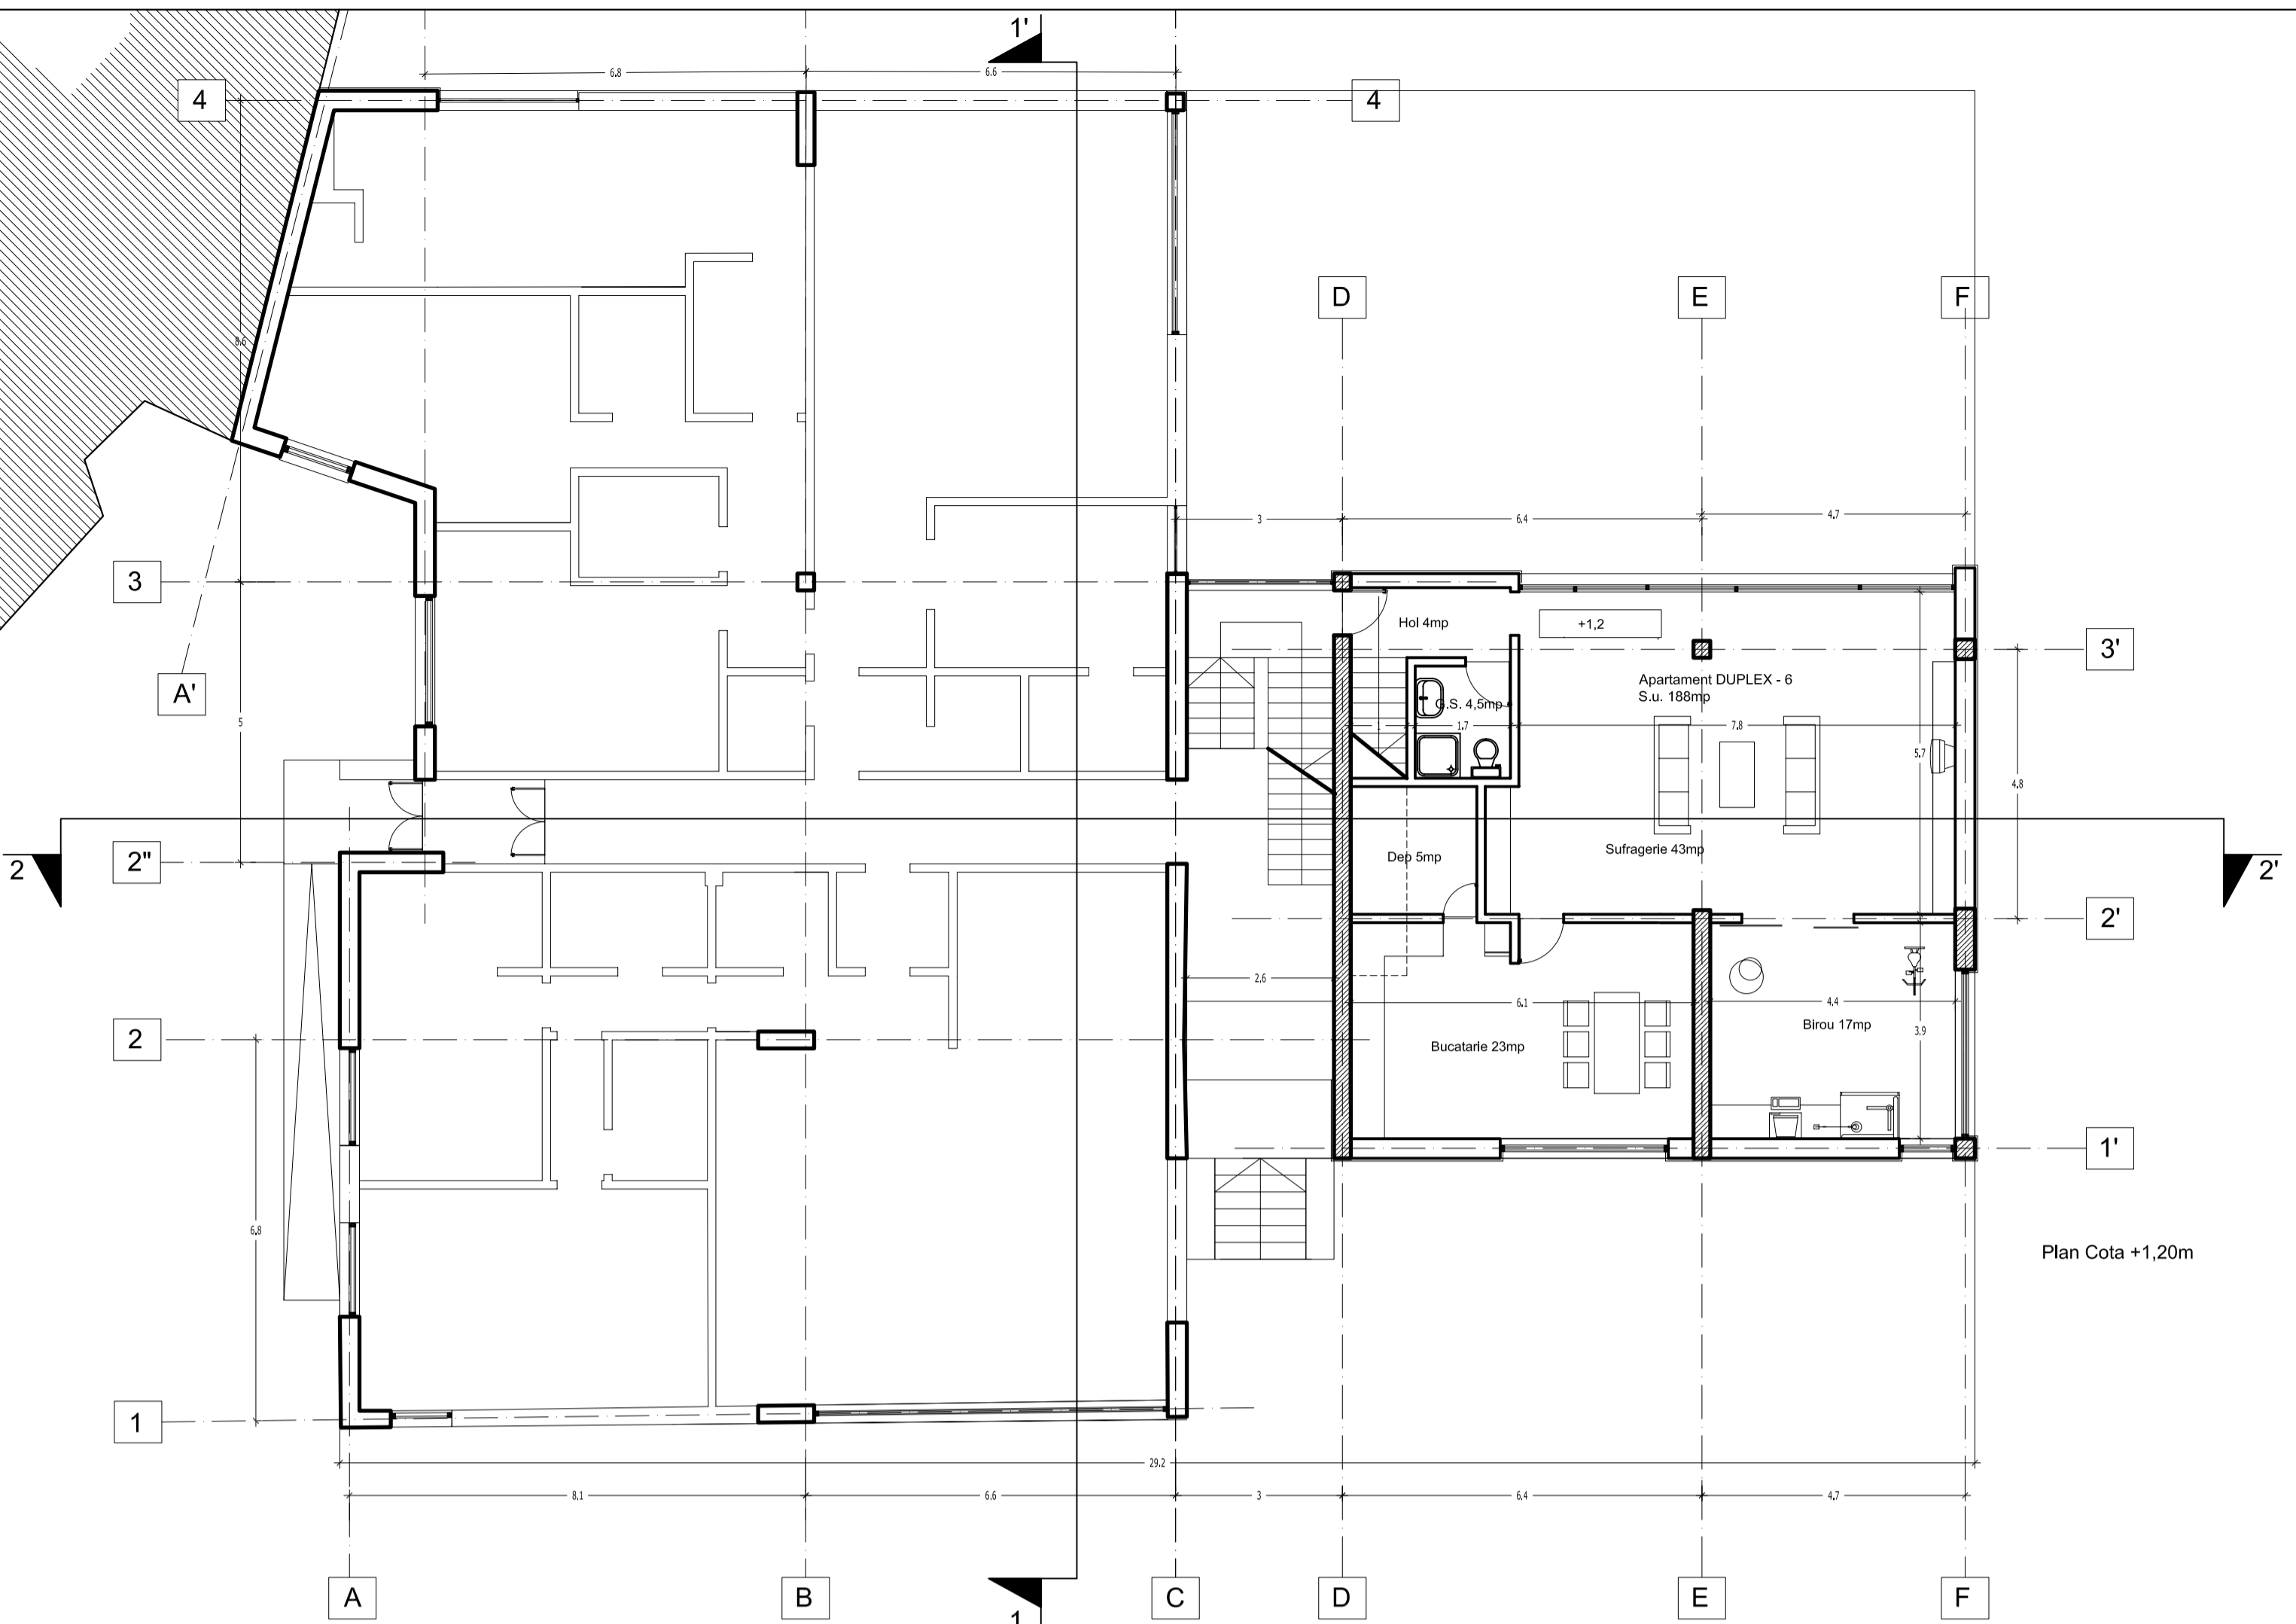 1'
6.8
6.6
4
4
D
E
F
8.6
3
6.4
4.7
3
Hol 4mp
+1,2
3'
A'
Apartament DUPLEX - 6
S.u. 188mp
G.S. 4,5mp
5
1
1.7
7.8
5.7
4.8
2
2"
Dep 5mp
Sufragerie 43mp
2'
2'
2.6
6.1
4.4
Birou 17mp
3.9
2
Bucatarie 23mp
1'
6.8
Plan Cota +1,20m
1
29.2
8.1
6.6
3
6.4
4.7
A
B
C
D
E
F
1